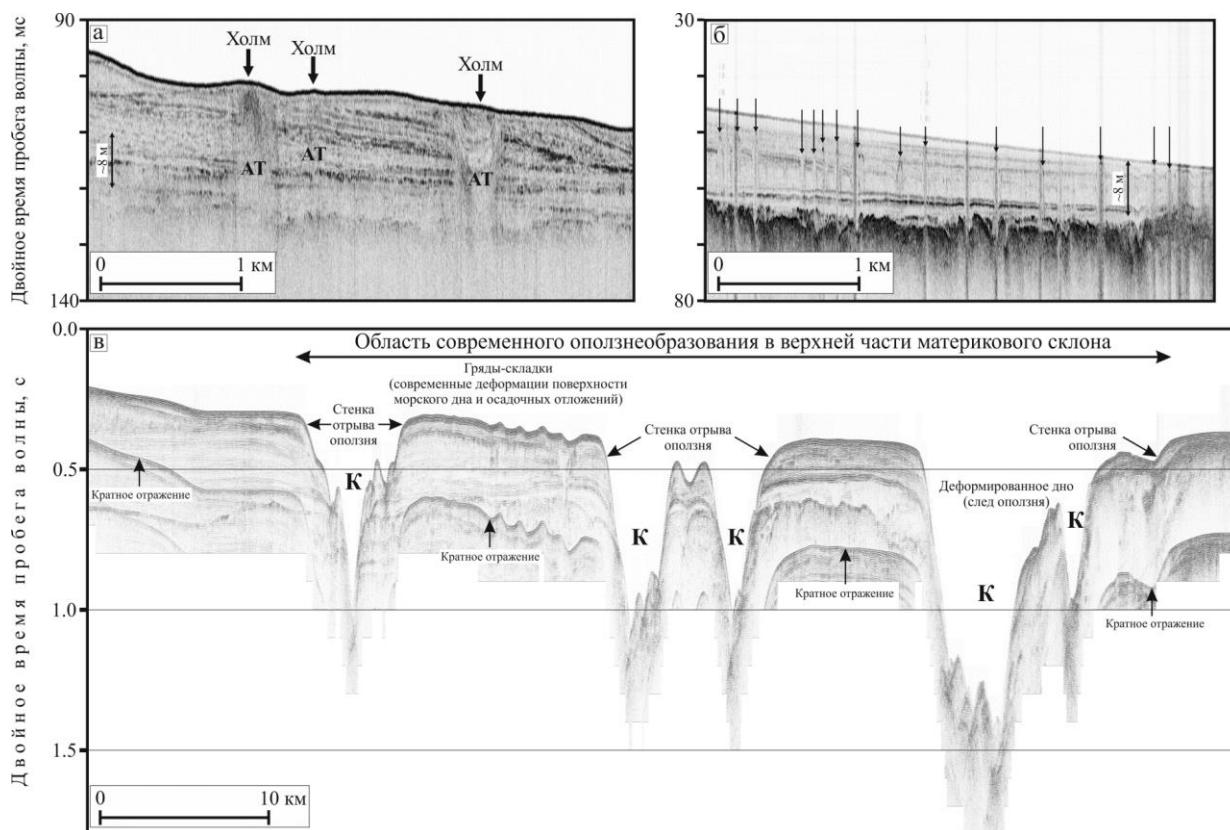 Двойное время пробега волны, мс
90
а
Холм
Холм
Холм
~8 м
АТ
АТ
АТ
0
1 км
140
30
б
~8 м
0
1 км
80
Двойное время пробега волны, с
0.0
в
Область современного оползнеобразования в верхней части материкового склона
Гряды-складки
(современные деформации поверхности
морского дна и осадочных отложений)
Стенка
отрыва
оползня
Стенка отрыва
оползня
Стенка отрыва
оползня
0.5
К
Кратное отражение
Кратное отражение
К
К
Деформированное дно
(след оползня)
К
Кратное отражение
К
Кратное отражение
1.0
1.5
0
10 км